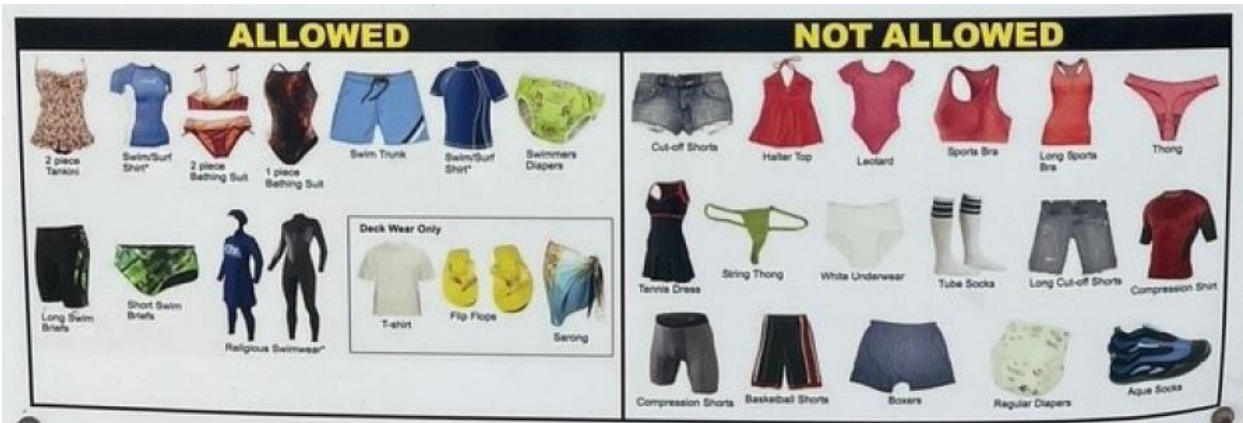 ALLOWED
NOT ALLOWED
2 piece
Tankini
Swim/Surf
Shirt*
2 piece
Bathing Suit
1 piece
Bathing Suit
Swim Trunk
Swim/Surf
Shirt*
Swimmers
Diapers
Cut-off Shorts
Halter Top
Leotard
Sports Bra
Long Sports
Bra
Thong
Long Swim
Briefs
Short Swim
Briefs
Religious Swimwear*
Deck Wear Only
T-shirt
Flip Flops
Sarong
Tennis Dress
String Thong
White Underwear
Tube Socks
Long Cut-off Shorts
Compression Shirt
Compression Shorts
Basketball Shorts
Boxers
Regular Diapers
Aqua Socks